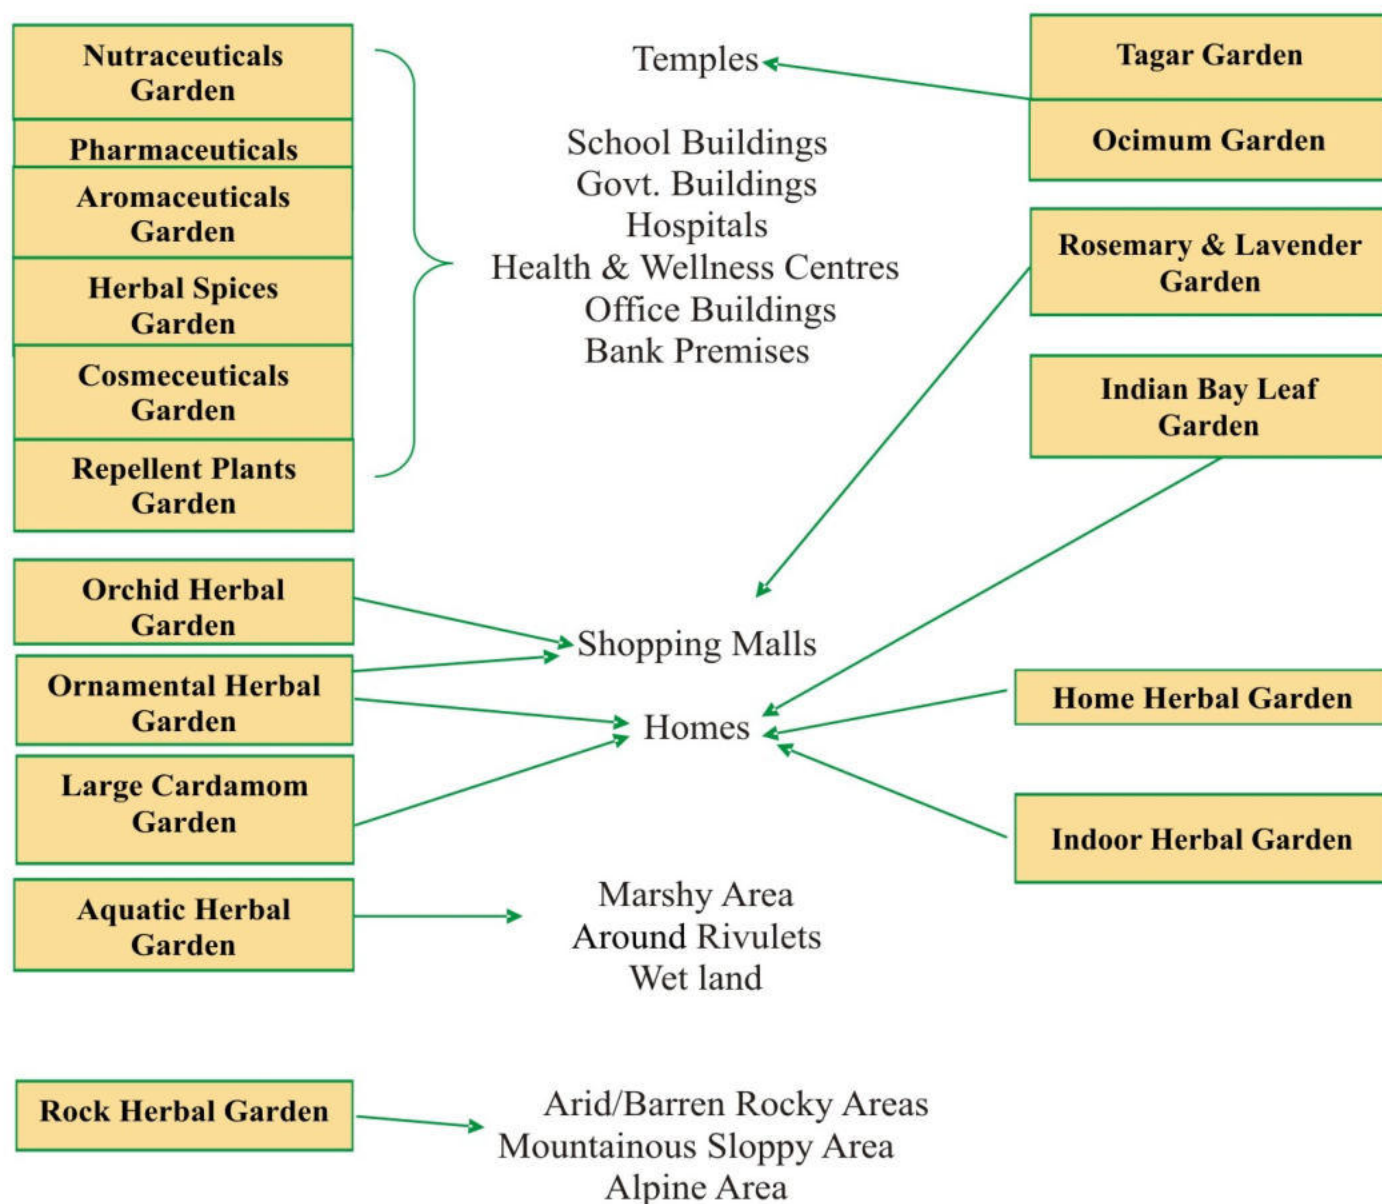 Nutraceuticals
Garden
Pharmaceuticals
Aromaceuticals
Garden
Herbal Spices
Garden
Cosmeceuticals
Garden
Repellent Plants
Garden
Orchid Herbal
Garden
Ornamental Herbal
Garden
Large Cardamom
Garden
Aquatic Herbal
Garden
Rock Herbal Garden
Temples
School Buildings
Govt. Buildings
Hospitals
Health & Wellness Centres
Office Buildings
Bank Premises
Shopping Malls
Homes
Marshy Area
Around Rivulets
Wet land
Arid/Barren Rocky Areas
Mountainous Sloppy Area
Alpine Area
Tagar Garden
Ocimum Garden
Rosemary & Lavender
Garden
Indian Bay Leaf
Garden
Home Herbal Garden
Indoor Herbal Garden